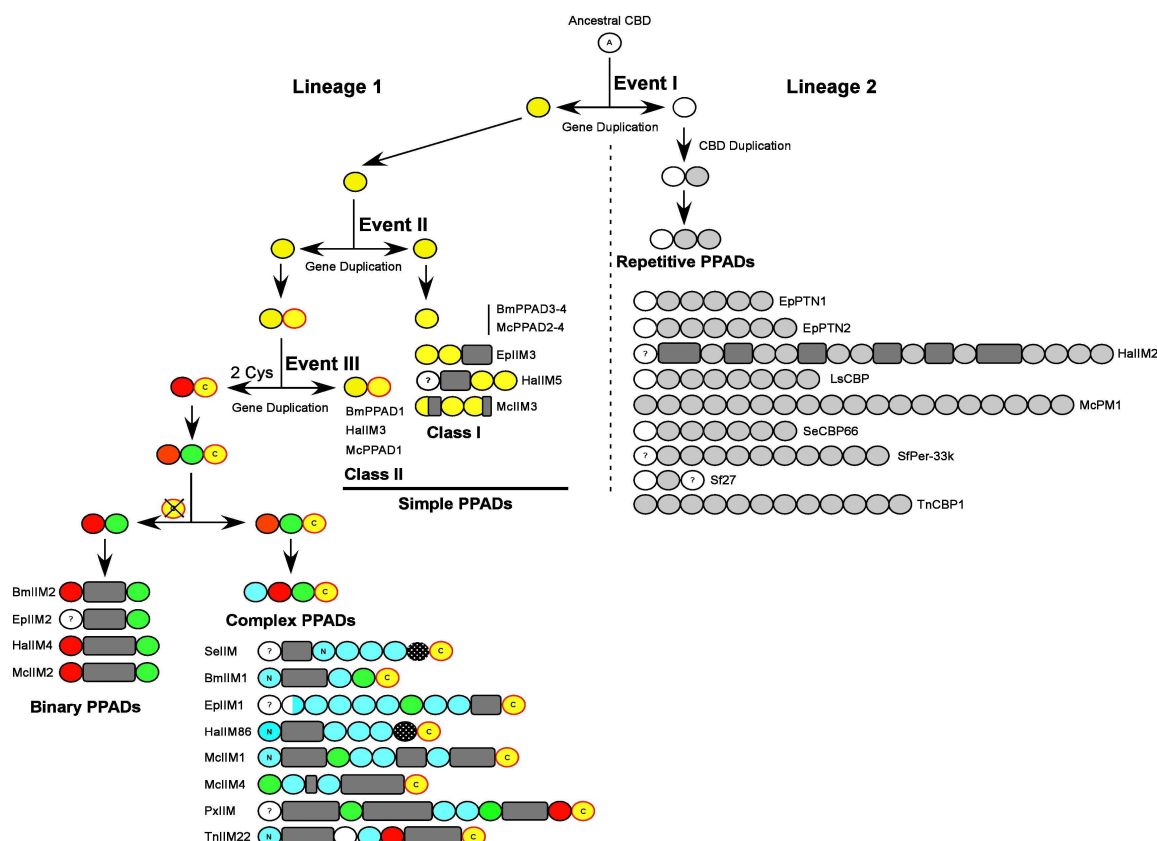 Ancestral CBD
A
Lineage 1
Event I
Lineage 2
Gene Duplication
CBD Duplication
Event II
Gene Duplication
Repetitive PPADs
BmPPAD3-4
McPPAD2-4
EpIIM3
? HaIIM5
McIIM3
Class I
Event III
2 Cys
C
Gene Duplication
BmPPAD1
HaIIM3
McPPAD1
Class II
Simple PPADs
C
C
EpPTN1
EpPTN2
? HaIIM2
LsCBP
McPM1
SeCBP66
? SfPer-33k
? Sf27
TnCBP1
BmIIM2
EpIIM2 ?
HaIIM4
McIIM2
Binary PPADs
C
Complex PPADs
SeIIM ? N C
BmIIM1 N C
EpIIM1 ? C
HaIIM86 N C
McIIM1 N C
McIIM4 C
PxIIM ? C
TnIIM22 N C